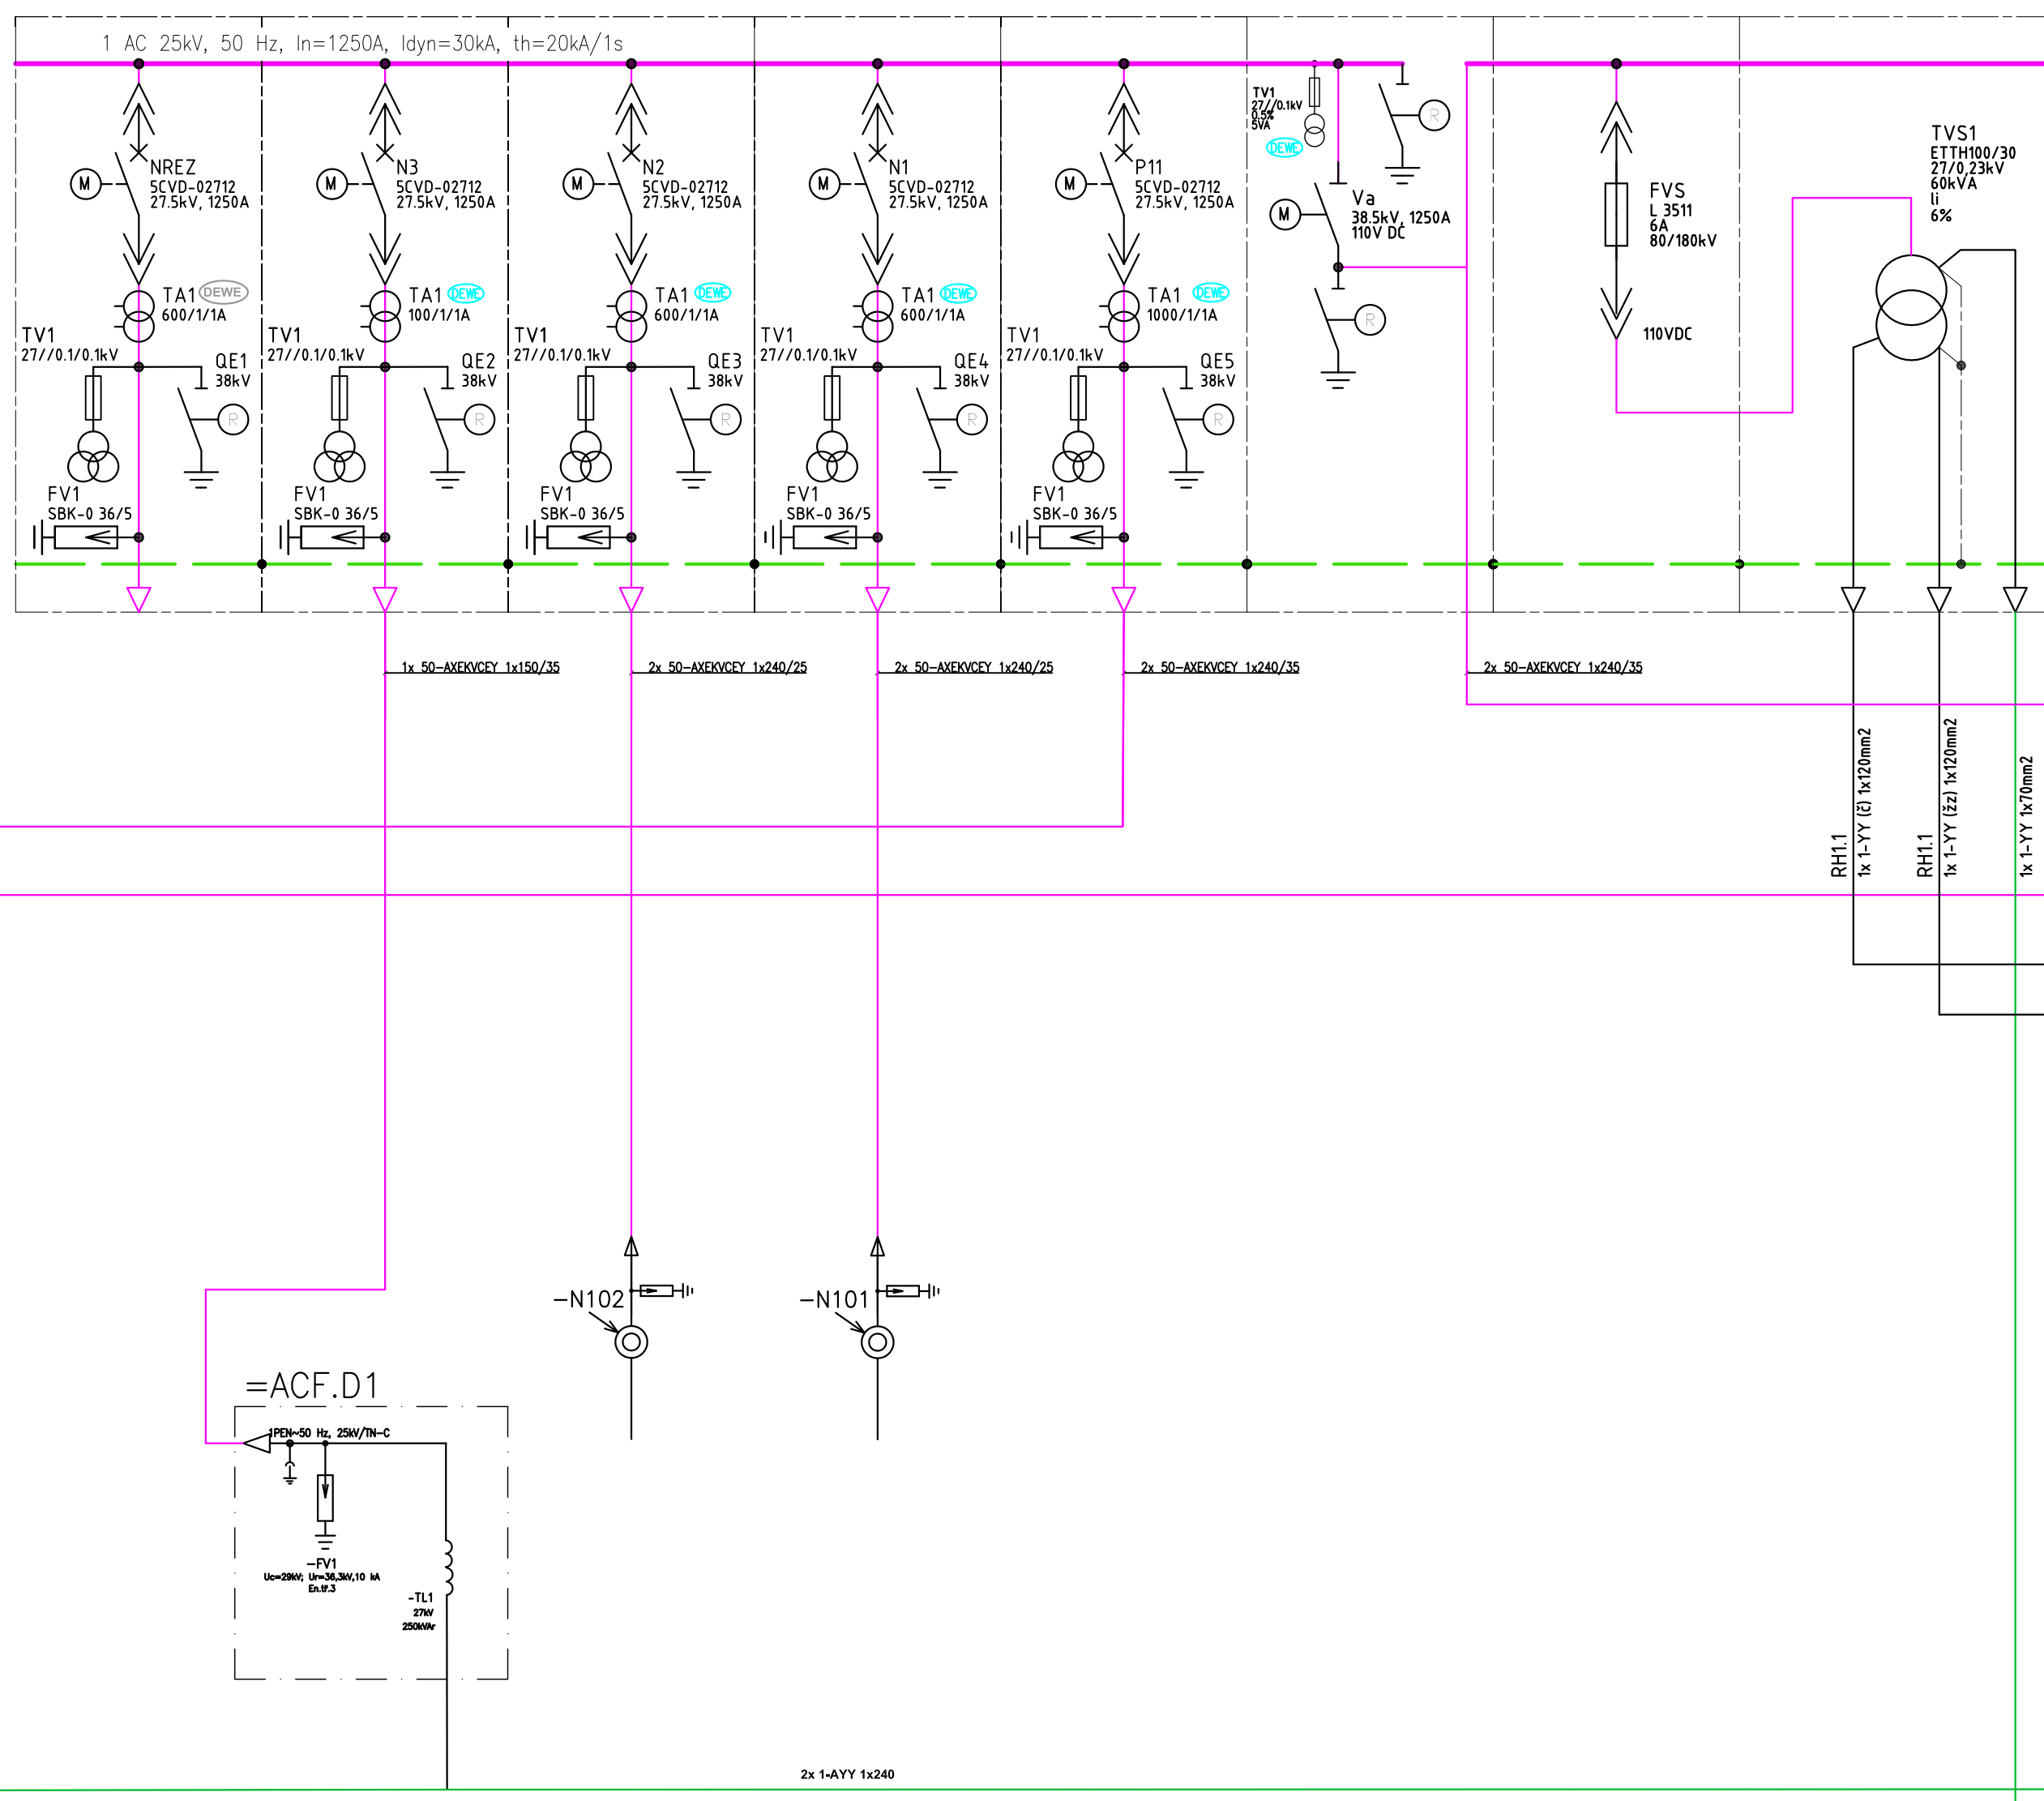 1 AC 25kV, 50 Hz, In=1250A, Idyn=30kA, th=20kA/1s
NREZ
5CVD-02712
27.5kV, 1250A
M
TA1
DEWE
600/1/1A
TV1
27//0.1/0.1kV
QE1
38kV
R
FV1
SBK-0 36/5
N3
5CVD-02712
27.5kV, 1250A
M
TA1
DEWE
100/1/1A
TV1
27//0.1/0.1kV
QE2
38kV
R
FV1
SBK-0 36/5
N2
5CVD-02712
27.5kV, 1250A
M
TA1
DEWE
600/1/1A
TV1
27//0.1/0.1kV
QE3
38kV
R
FV1
SBK-0 36/5
N1
5CVD-02712
27.5kV, 1250A
M
TA1
DEWE
600/1/1A
TV1
27//0.1/0.1kV
QE4
38kV
R
FV1
SBK-0 36/5
P11
5CVD-02712
27.5kV, 1250A
M
TA1
DEWE
1000/1/1A
TV1
27//0.1/0.1kV
QE5
38kV
R
FV1
SBK-0 36/5
TV1
27//0.1kV
0.5%
5VA
DEWE
R
Va
38.5kV, 1250A
110V DC
M
R
FVS
L 3511
6A
80/180kV
110VDC
TVS1
ETTH100/30
27/0,23kV
60kVA
Ii
6%
1x 50-AXEKVCEY 1x150/35
2x 50-AXEKVCEY 1x240/25
2x 50-AXEKVCEY 1x240/25
2x 50-AXEKVCEY 1x240/35
2x 50-AXEKVCEY 1x240/35
RH1.1
1x 1-YY (č) 1x120mm2
RH1.1
1x 1-YY (žz) 1x120mm2
1x 1-YY 1x70mm2
-N102
-N101
=ACF.D1
1PEN~50 Hz, 25kV/TN-C
-FV1
Uc=29kV; Ur=36,3kV,10 kA
En.tř.3
-TL1
27kV
250kVAr
2x 1-AYY 1x240